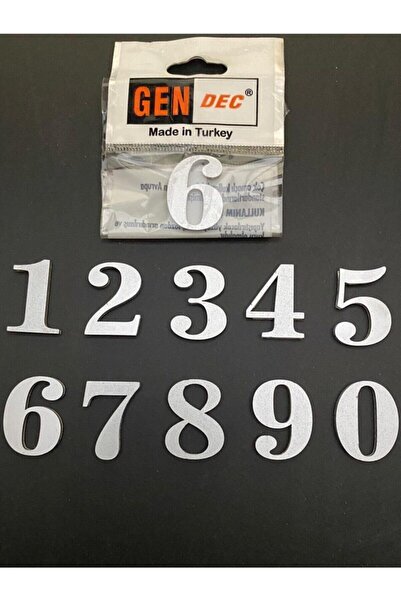 GEN DEC®
Made in Turkey
6
KULLANIM
1 2 3 4 5
6 7 8 9 0